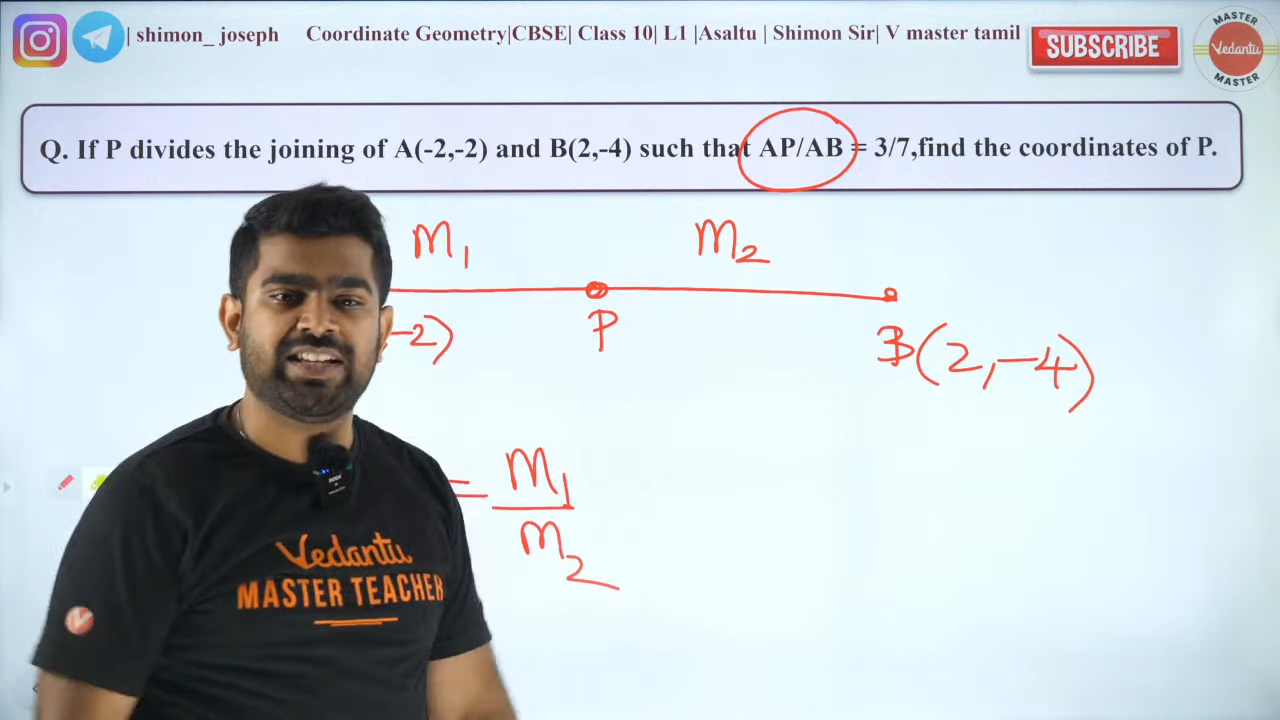 | shimon_ joseph Coordinate Geometry|CBSE| Class 10| L1 |Asaltu | Shimon Sir| V master tamil
SUBSCRIBE
MASTER
Vedantu
MASTER
Q. If P divides the joining of A(-2,-2) and B(2,-4) such that AP/AB = 3/7,find the coordinates of P.
M1 M2
P
-2)
B(2,-4)
= M1
M2
Vedantu
MASTER TEACHER